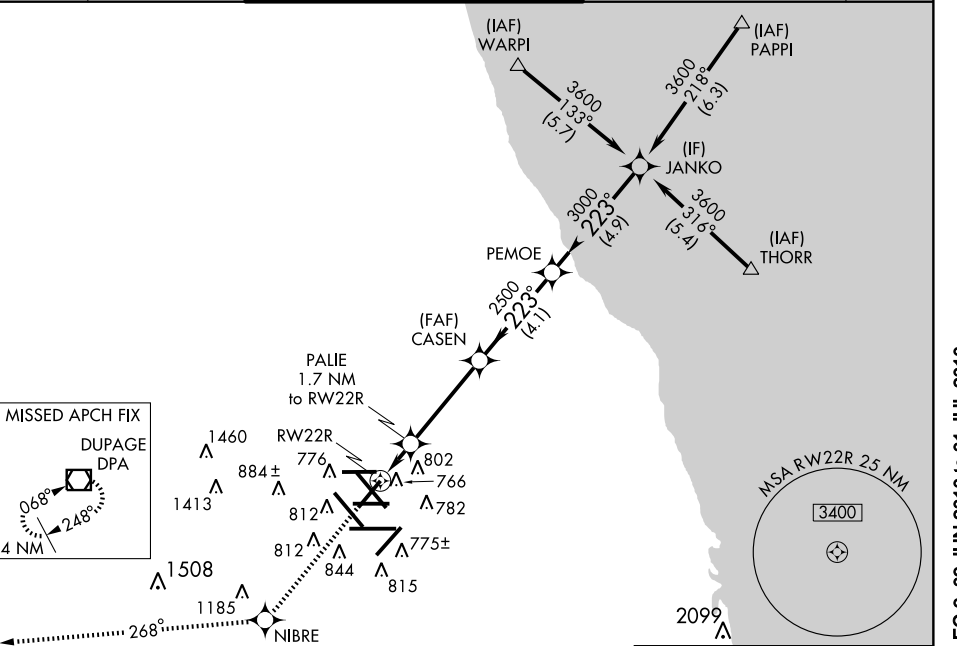 (IAF)
WARPI
(IAF)
PAPPI
3600
133°
(5.7)
3600
218°
(6.3)
(IF)
JANKO
3600
316°
(5.4)
(IAF)
THORR
3000
223°
(4.9)
PEMOE
2500
223°
(4.1)
(FAF)
CASEN
PALIE
1.7 NM
to RW22R
RW22R
MISSED APCH FIX
DUPAGE
DPA
068°
248°
4 NM
1460
1413
884±
776
802
766
782
812
812
844
775±
815
1508
1185
NIBRE
268°
MSA RW22R 25 NM
3400
2099